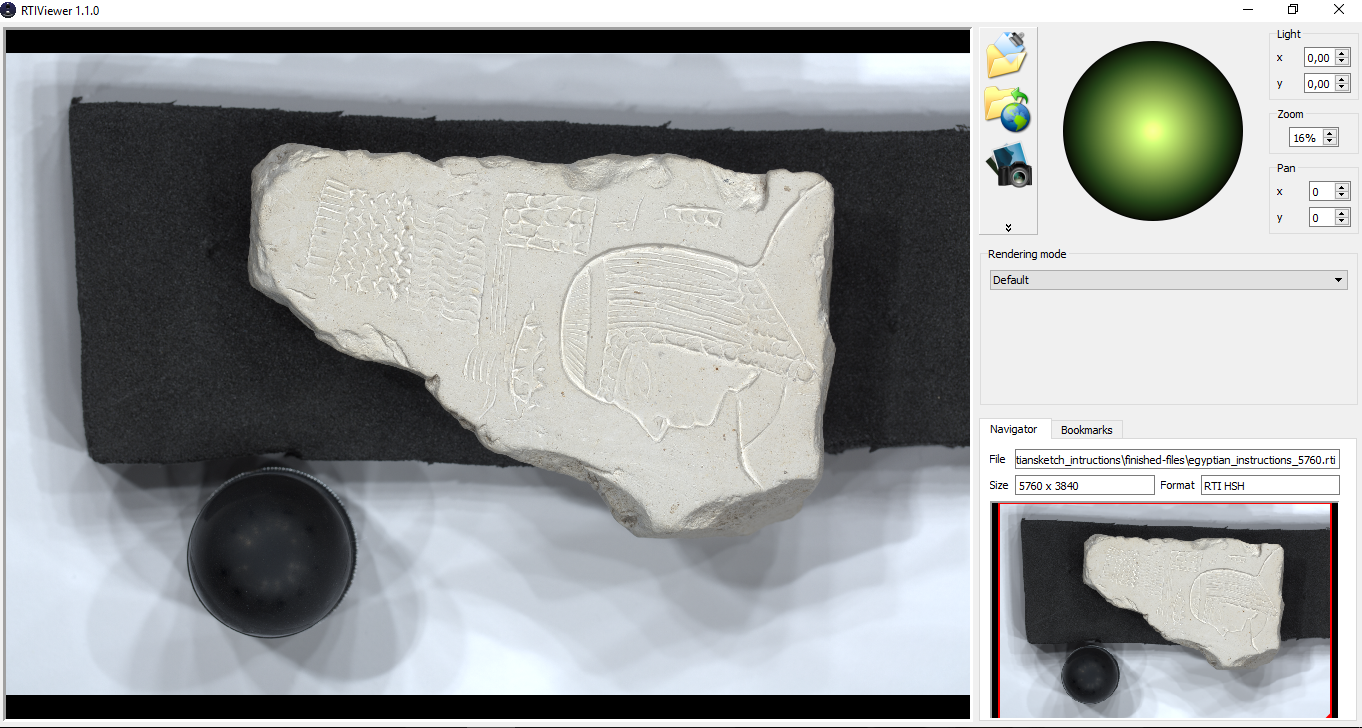 RTIViewer 1.1.0
Light
x 0,00
y 0,00
Zoom
16%
Pan
x 0
y 0
Rendering mode
Default
Navigator Bookmarks
File tiansketch_intructions\finished-files\egyptian_instructions_5760.rti
Size 5760 x 3840 Format RTI HSH